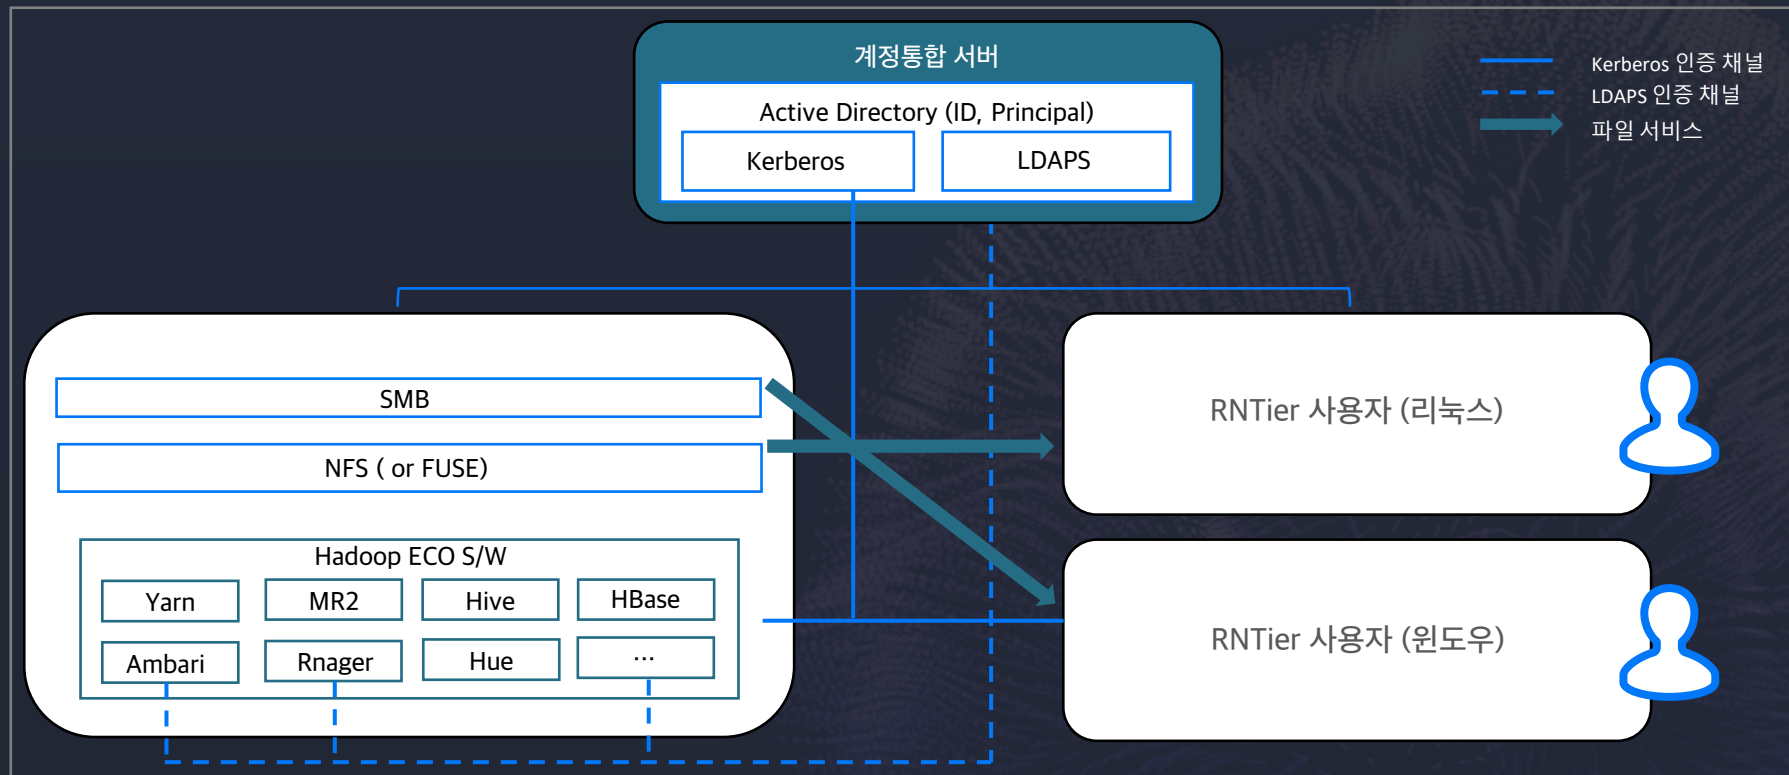 계정통합 서버
Active Directory (ID, Principal)
Kerberos
LDAPS
Kerberos 인증 채널
LDAPS 인증 채널
파일 서비스
SMB
NFS ( or FUSE)
Hadoop ECO S/W
Yarn
MR2
Hive
HBase
Ambari
Rnager
Hue
...
RNTier 사용자 (리눅스)
RNTier 사용자 (윈도우)